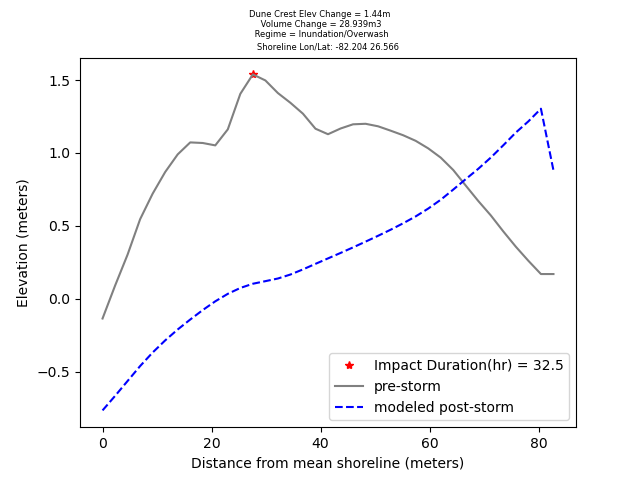 Dune Crest Elev Change = 1.44m
Volume Change = 28.939m3
Regime = Inundation/Overwash
Shoreline Lon/Lat: -82.204 26.566
1.5
1.0
0.5
0.0
−0.5
Elevation (meters)
Impact Duration(hr) = 32.5
pre-storm
modeled post-storm
0 20 40 60 80
Distance from mean shoreline (meters)